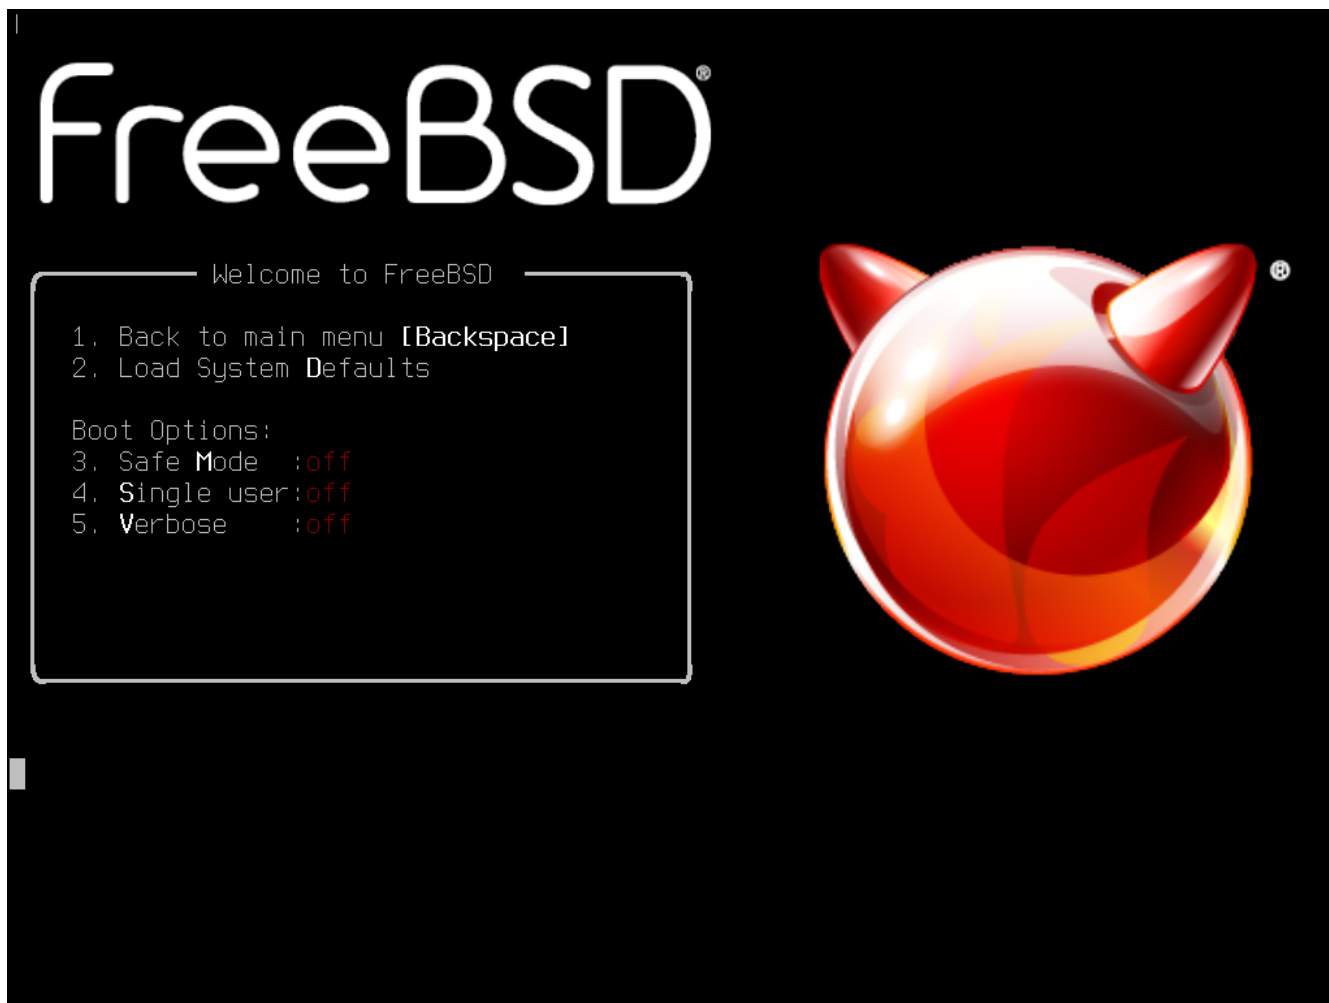 FreeBSD®
Welcome to FreeBSD
1. Back to main menu [Backspace]
2. Load System Defaults
Boot Options:
3. Safe Mode  :off
4. Single user:off
5. Verbose    :off
®